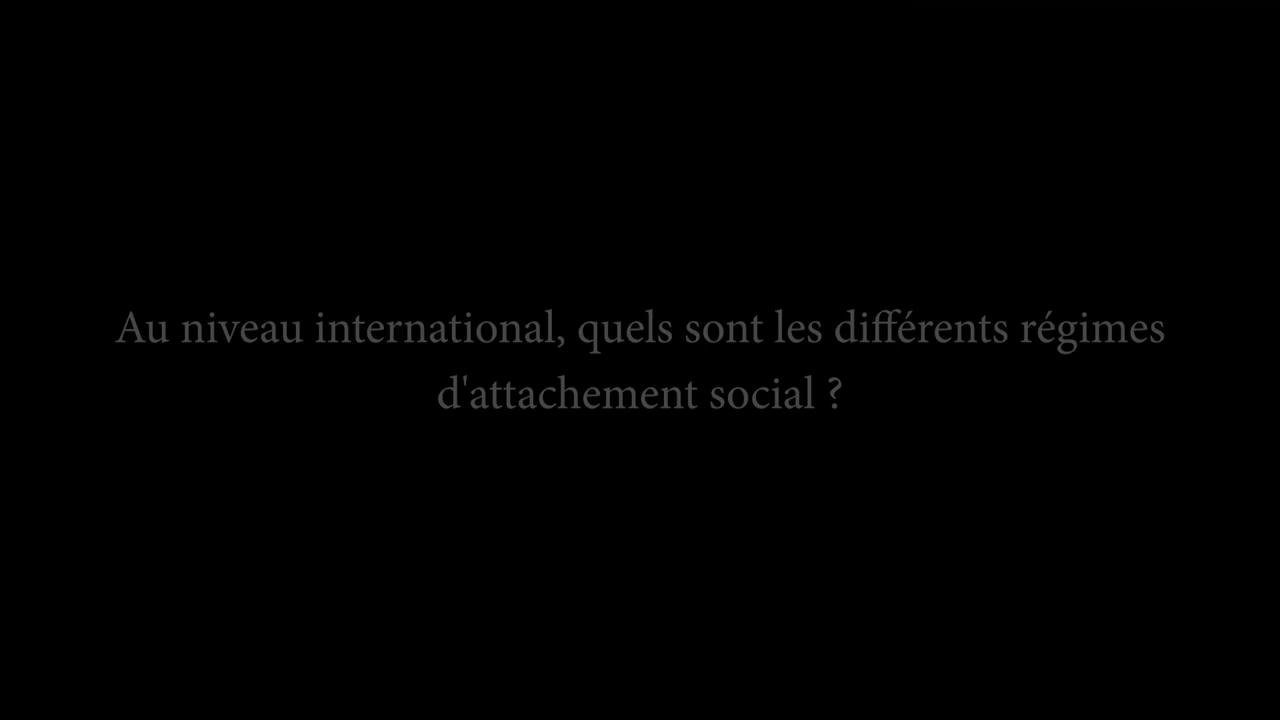 Au niveau international, quels sont les différents régimes
d'attachement social ?